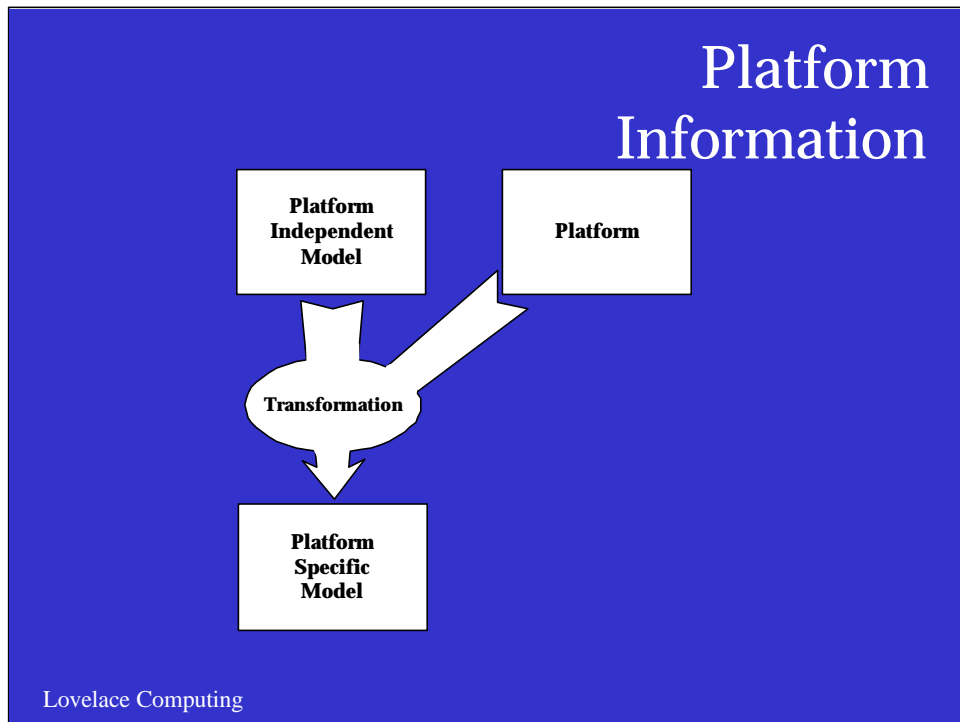 Platform
Information
Platform
Independent
Model
Platform
Transformation
Platform
Specific
Model
Lovelace Computing